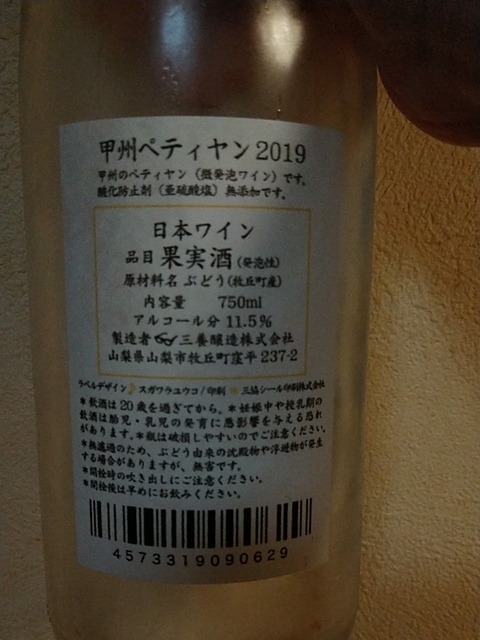 甲州ペティヤン2019
甲州のペティヤン（微発泡ワイン）です。
酸化防止剤（亜硫酸塩）無添加です。
日本ワイン
品目 果実酒（発泡性）
原材料名 ぶどう（牧丘町産）
内容量 750ml
アルコール分 11.5%
製造者 三養醸造株式会社
山梨県山梨市牧丘町窪平 237-2
ラベルデザイン♪スガワラユウコ/印刷 ☀三協シール印刷株式会社
＊飲酒は20歳を過ぎてから。＊妊娠中や授乳期の
飲酒は胎児・乳児の発育に悪影響を与える恐れ
があります。＊瓶は破損しやすいのでご注意ください。
＊無濾過のため、ぶどう由来の沈殿物や浮遊物が発生
する場合がありますが、無害です。
＊開栓時の吹き出しにご注意ください。
＊開栓後は早めにお飲みください。
4573319090629